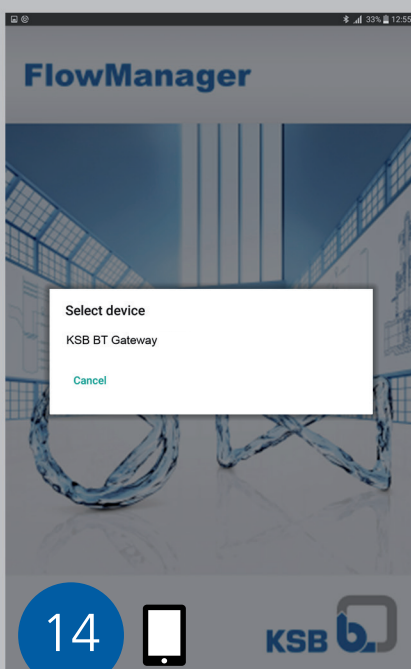 33% 12:55
FlowManager
Select device
KSB BT Gateway
Cancel
14
KSB b.